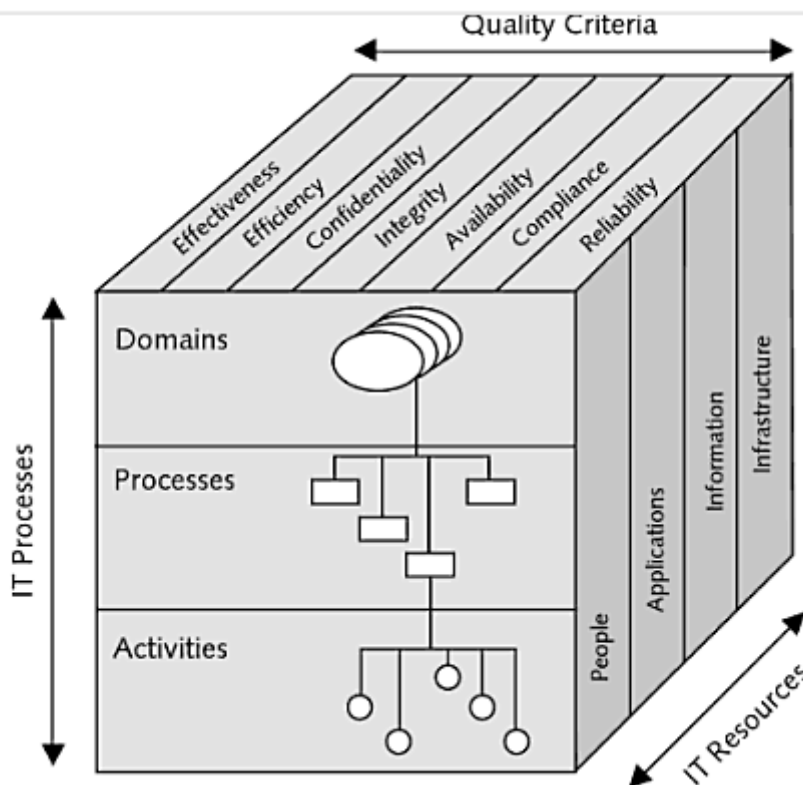 Quality Criteria
Effectiveness
Efficiency
Confidentiality
Integrity
Availability
Compliance
Reliability
Domains
Processes
Activities
IT Processes
People
Applications
Information
Infrastructure
IT Resources